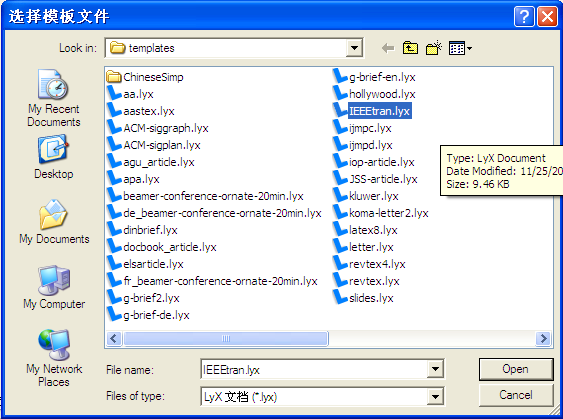 选择模板文件
Look in: templates
ChineseSimp
aa.lyx
aastex.lyx
ACM-siggraph.lyx
ACM-sigplan.lyx
agu_article.lyx
apa.lyx
beamer-conference-ornate-20min.lyx
de_beamer-conference-ornate-20min.lyx
dinbrief.lyx
docbook_article.lyx
elsarticle.lyx
fr_beamer-conference-ornate-20min.lyx
g-brief2.lyx
g-brief-de.lyx
g-brief-en.lyx
hollywood.lyx
IEEEtran.lyx
ijmpc.lyx
ijmpd.lyx
iop-article.lyx
JSS-article.lyx
kluwer.lyx
koma-letter2.lyx
latex8.lyx
letter.lyx
revtex4.lyx
revtex.lyx
slides.lyx
Type: LyX Document
Date Modified: 11/25/20
Size: 9.46 KB
My Recent
Documents
Desktop
My Documents
My Computer
My Network
Places
File name: IEEEtran.lyx
Open
Files of type: LyX 文档 (*.lyx)
Cancel